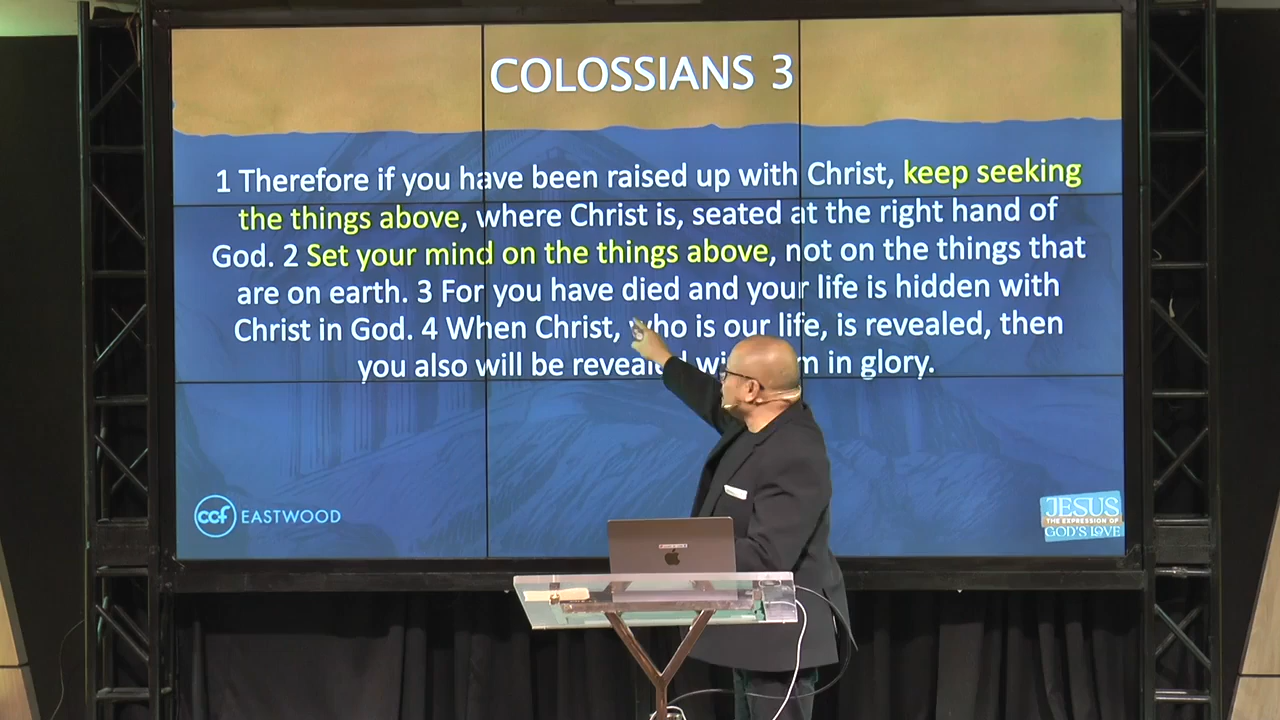 COLOSSIANS 3
1 Therefore if you have been raised up with Christ, keep seeking
the things above, where Christ is, seated at the right hand of
God. 2 Set your mind on the things above, not on the things that
are on earth. 3 For you have died and your life is hidden with
Christ in God. 4 When Christ, who is our life, is revealed, then
you also will be revealed in glory.
ccf EASTWOOD
JESUS
THE EXPRESSION OF
GOD'S LOVE